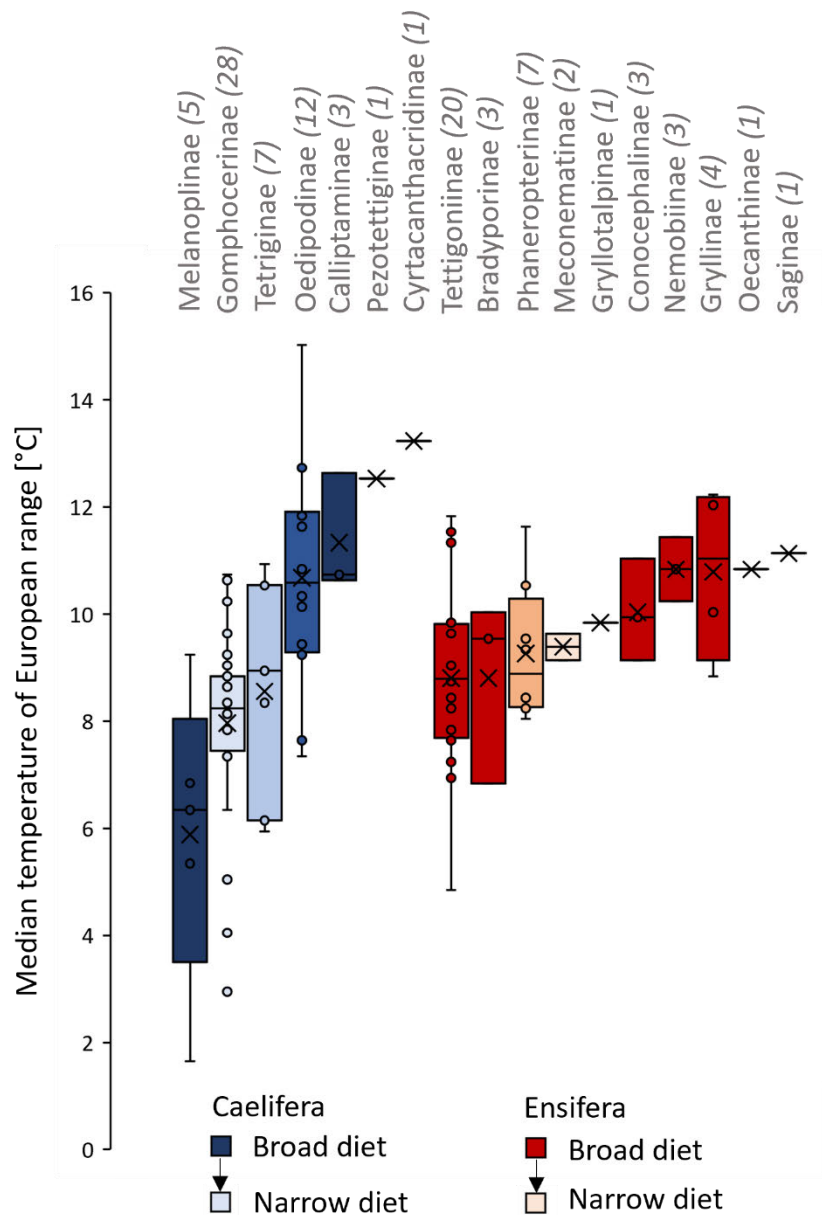 Melanoplinae (5)
Gomphocerinae (28)
Tetriginae (7)
Oedipodinae (12)
Calliptaminae (3)
Pezotettiginae (1)
Cyrtacanthacridinae (1)
Tettigoniinae (20)
Bradyporinae (3)
Phaneropterinae (7)
Meconematinae (2)
Gryllotalpinae (1)
Conocephalinae (3)
Nemobiinae (3)
Gryllinae (4)
Oecanthinae (1)
Saginae (1)
Median temperature of European range [°C]
16
14
12
10
8
6
4
2
0
Caelifera
Broad diet
Narrow diet
Ensifera
Broad diet
Narrow diet